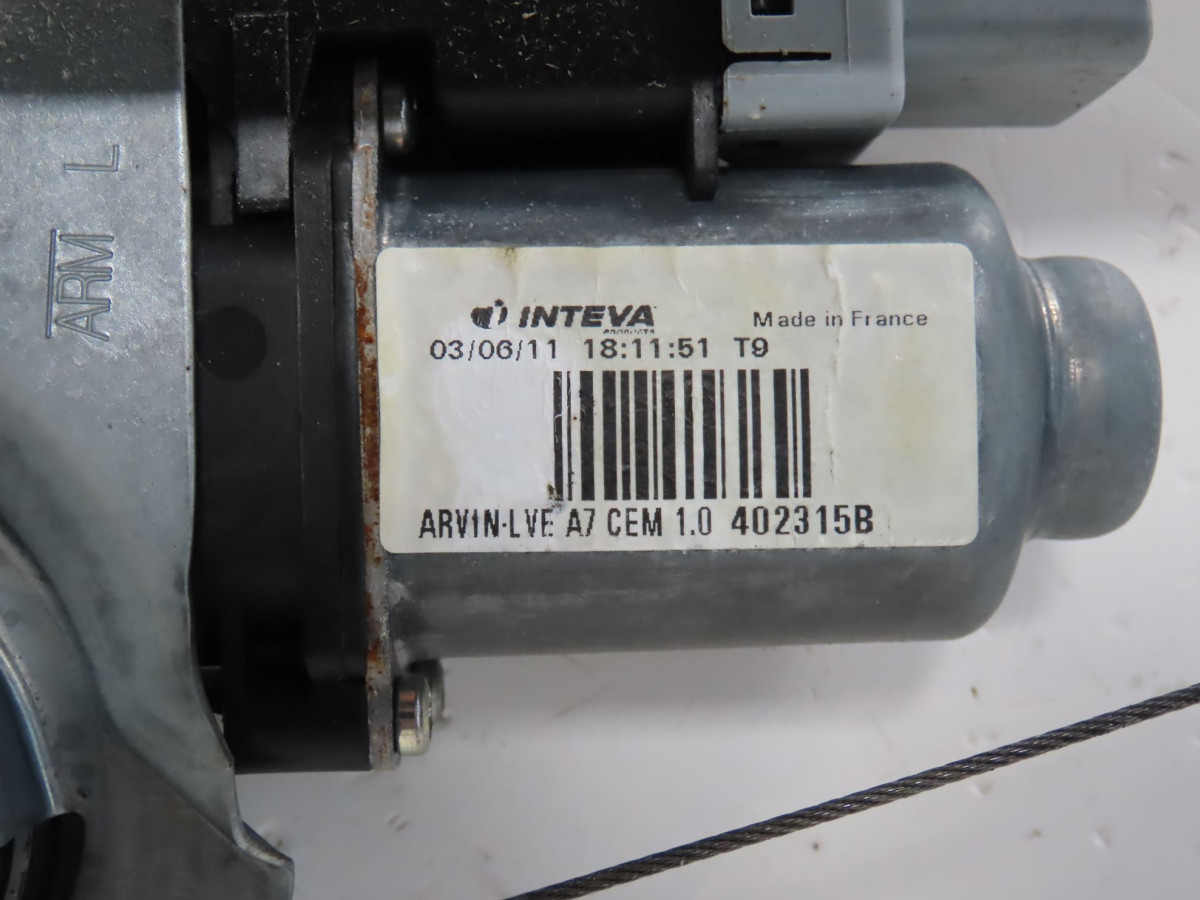 ARM L
INTEVA
PRODUCTS
Made in France
03/06/11 18:11:51 T9
ARVIN-LVE A7 CEM 1.0 402315B